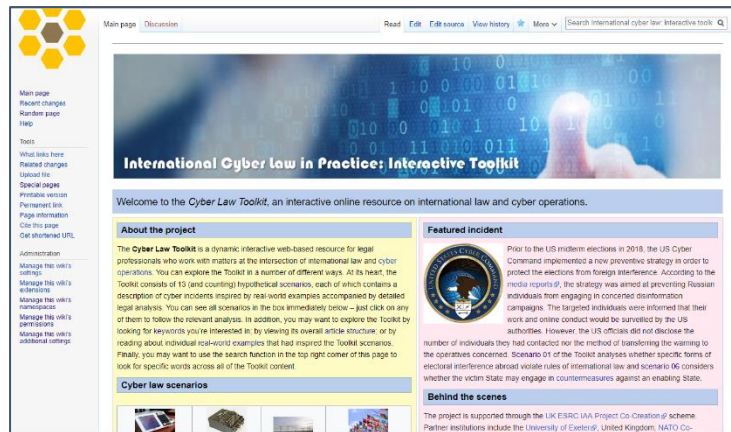 Main page Discussion Read Edit Edit source View history More Search international cyber law: interactive toolk
International Cyber Law in Practice: Interactive Toolkit
Main page
Recent changes
Random page
Help
Tools
What links here
Related changes
Upload file
Special pages
Printable version
Permanent link
Page information
Cite this page
Get shortened URL
Administration
Manage this wiki's
settings
Manage this wiki's
extensions
Manage this wiki's
namespaces
Manage this wiki's
permissions
Manage this wiki's
additional settings
Welcome to the Cyber Law Toolkit, an interactive online resource on international law and cyber operations.
About the project
The Cyber Law Toolkit is a dynamic interactive web-based resource for legal
professionals who work with matters at the intersection of international law and cyber
operations. You can explore the Toolkit in a number of different ways. At its heart, the
Toolkit consists of 13 (and counting) hypothetical scenarios, each of which contains a
description of cyber incidents inspired by real-world examples accompanied by detailed
legal analysis. You can see all scenarios in the box immediately below – just click on any
of them to follow the relevant analysis. In addition, you may want to explore the Toolkit by
looking for keywords you're interested in; by viewing its overall article structure; or by
reading about individual real-world examples that had inspired the Toolkit scenarios.
Finally, you may want to use the search function in the top right corner of this page to
look for specific words across all of the Toolkit content.
Cyber law scenarios
Featured incident
UNITED STATES CYBER COMMAND
Prior to the US midterm elections in 2018, the US Cyber
Command implemented a new preventive strategy in order to
protect the elections from foreign interference. According to the
media reports, the strategy was aimed at preventing Russian
individuals from engaging in concerted disinformation
campaigns. The targeted individuals were informed that their
work and online conduct would be surveilled by the US
authorities. However, the US officials did not disclose the
number of individuals they had contacted nor the method of transferring the warning to
the operatives concerned. Scenario 01 of the Toolkit analyses whether specific forms of
electoral interference abroad violate rules of international law and scenario 06 considers
whether the victim State may engage in countermeasures against an enabling State.
Behind the scenes
The project is supported through the UK ESRC IAA Project Co-Creation scheme.
Partner institutions include the University of Exeter, United Kingdom, NATO Co-